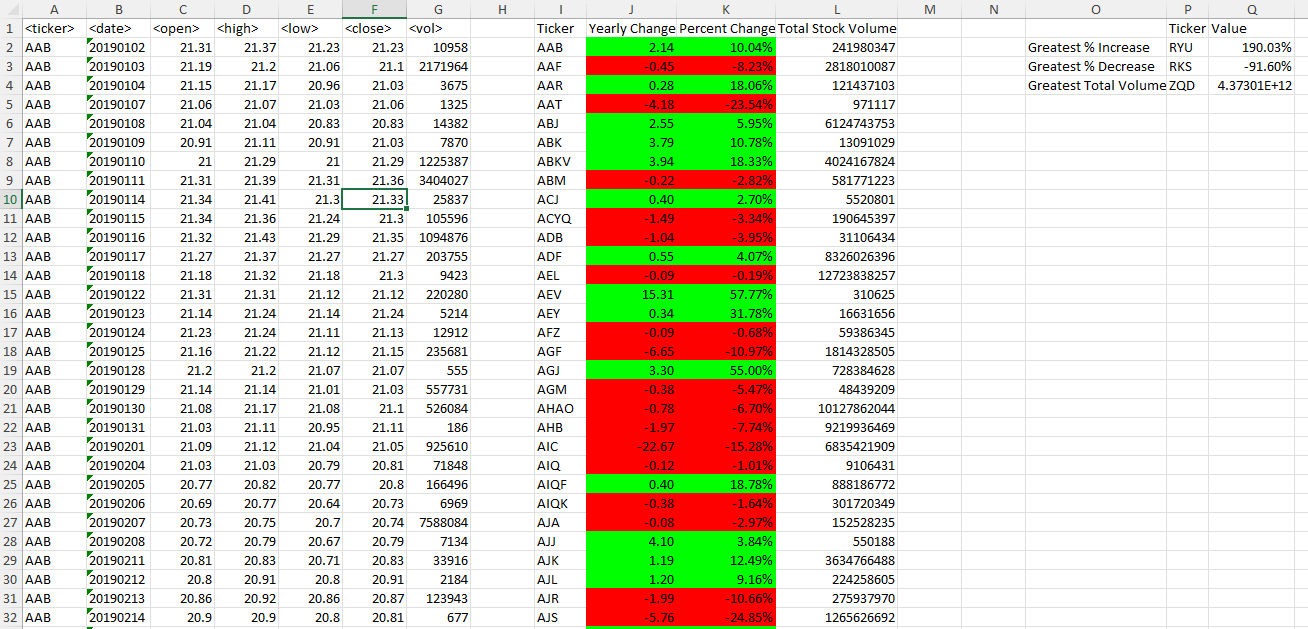 A B C D E F G H I J K L M N O P Q
1 <ticker> <date> <open> <high> <low> <close> <vol> Ticker Yearly Change Percent Change Total Stock Volume Ticker Value
2 AAB 20190102 21.31 21.37 21.23 21.23 10958 AAB 2.14 10.04% 241980347 Greatest % Increase RYU 190.03%
3 AAB 20190103 21.19 21.2 21.06 21.1 2171964 AAF -0.45 -8.23% 2818010087 Greatest % Decrease RKS -91.60%
4 AAB 20190104 21.15 21.17 20.96 21.03 3675 AAR 0.28 18.06% 121437103 Greatest Total Volume ZQD 4.37301E+12
5 AAB 20190107 21.06 21.07 21.03 21.06 1325 AAT -4.18 -23.54% 971117
6 AAB 20190108 21.04 21.04 20.83 20.83 14382 ABJ 2.55 5.95% 6124743753
7 AAB 20190109 20.91 21.11 20.91 21.03 7870 ABK 3.79 10.78% 13091029
8 AAB 20190110 21 21.29 21 21.29 1225387 ABKV 3.94 18.33% 4024167824
9 AAB 20190111 21.31 21.39 21.31 21.36 3404027 ABM -0.22 -2.82% 581771223
10 AAB 20190114 21.34 21.41 21.3 21.33 25837 ACJ 0.40 2.70% 5520801
11 AAB 20190115 21.34 21.36 21.24 21.3 105596 ACYQ -1.49 -3.34% 190645397
12 AAB 20190116 21.32 21.43 21.29 21.35 1094876 ADB -1.04 -3.95% 31106434
13 AAB 20190117 21.27 21.37 21.27 21.27 203755 ADF 0.55 4.07% 8326026396
14 AAB 20190118 21.18 21.32 21.18 21.3 9423 AEL -0.09 -0.19% 12723838257
15 AAB 20190122 21.31 21.31 21.12 21.12 220280 AEV 15.31 57.77% 310625
16 AAB 20190123 21.14 21.24 21.14 21.24 5214 AEY 0.34 31.78% 16631656
17 AAB 20190124 21.23 21.24 21.11 21.13 12912 AFZ -0.09 -0.68% 59386345
18 AAB 20190125 21.16 21.22 21.12 21.15 235681 AGF -6.65 -10.97% 1814328505
19 AAB 20190128 21.2 21.2 21.07 21.07 555 AGJ 3.30 55.00% 728384628
20 AAB 20190129 21.14 21.14 21.01 21.03 557731 AGM -0.38 -5.47% 48439209
21 AAB 20190130 21.08 21.17 21.08 21.1 526084 AHAO -0.78 -6.70% 10127862044
22 AAB 20190131 21.03 21.11 20.95 21.11 186 AHB -1.97 -7.74% 9219936469
23 AAB 20190201 21.09 21.12 21.04 21.05 925610 AIC -22.67 -15.28% 6835421909
24 AAB 20190204 21.03 21.03 20.79 20.81 71848 AIQ -0.12 -1.01% 9106431
25 AAB 20190205 20.77 20.82 20.77 20.8 166496 AIQF 0.40 18.78% 888186772
26 AAB 20190206 20.69 20.77 20.64 20.73 6969 AIQK -0.38 -1.64% 301720349
27 AAB 20190207 20.73 20.75 20.7 20.74 7588084 AJA -0.08 -2.97% 152528235
28 AAB 20190208 20.72 20.79 20.67 20.79 7134 AJJ 4.10 3.84% 550188
29 AAB 20190211 20.81 20.83 20.71 20.83 33916 AJK 1.19 12.49% 3634766488
30 AAB 20190212 20.8 20.91 20.8 20.91 2184 AJL 1.20 9.16% 224258605
31 AAB 20190213 20.86 20.92 20.86 20.87 123943 AJR -1.99 -10.66% 275937970
32 AAB 20190214 20.9 20.9 20.8 20.81 677 AJS -5.76 -24.85% 1265626692